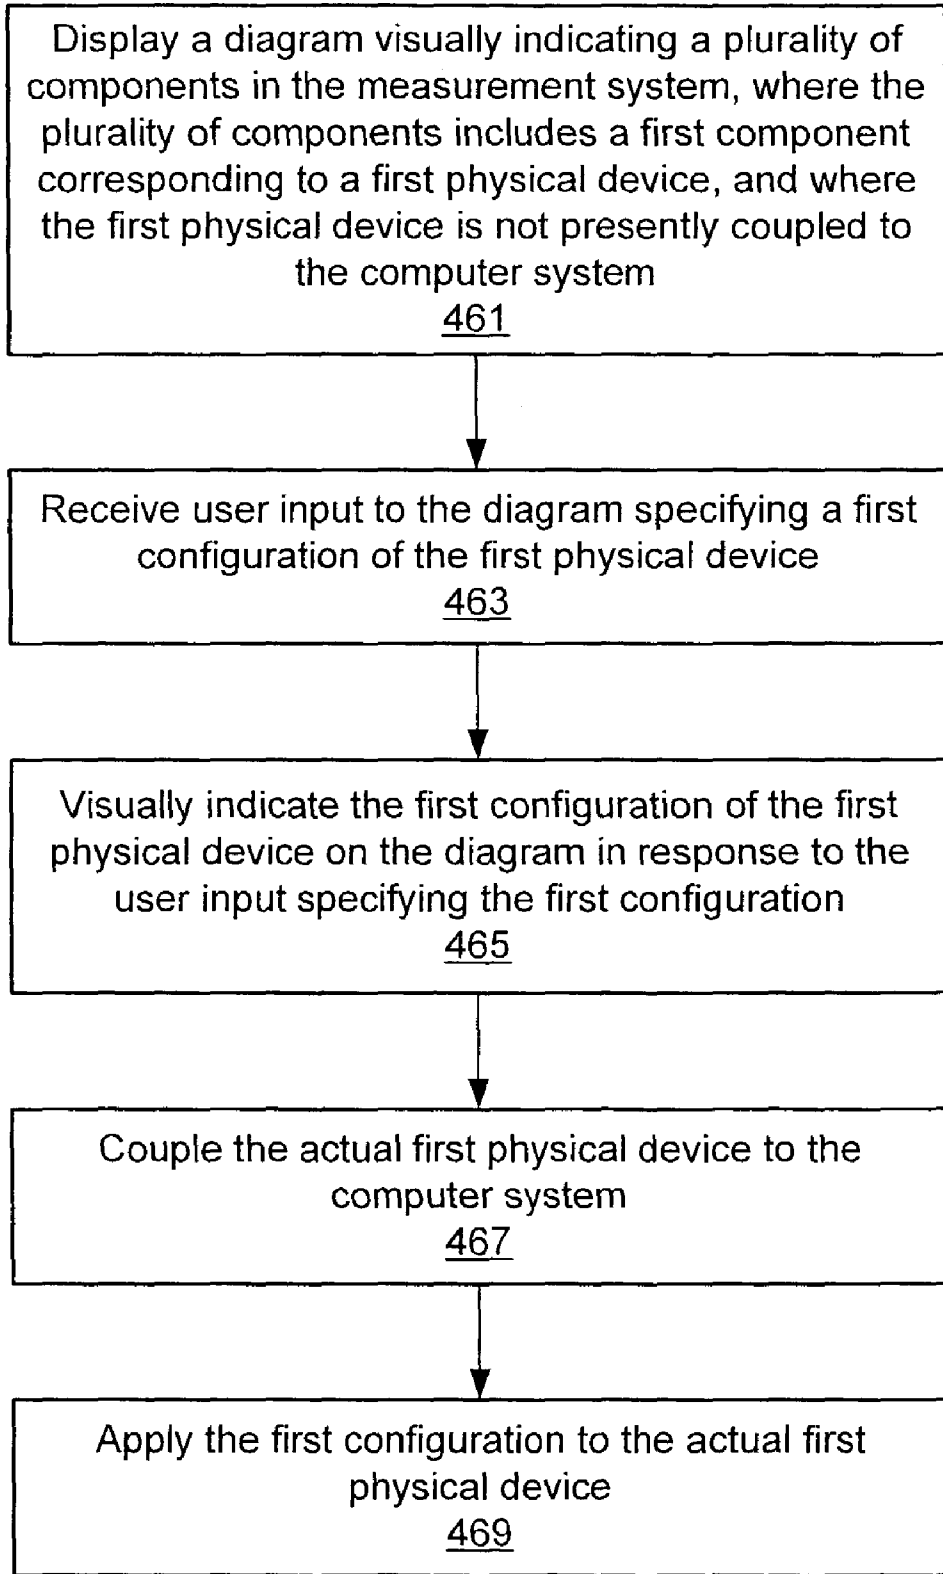 Display a diagram visually indicating a plurality of
components in the measurement system, where the
plurality of components includes a first component
corresponding to a first physical device, and where
the first physical device is not presently coupled to
the computer system
461
Receive user input to the diagram specifying a first
configuration of the first physical device
463
Visually indicate the first configuration of the first
physical device on the diagram in response to the
user input specifying the first configuration
465
Couple the actual first physical device to the
computer system
467
Apply the first configuration to the actual first
physical device
469